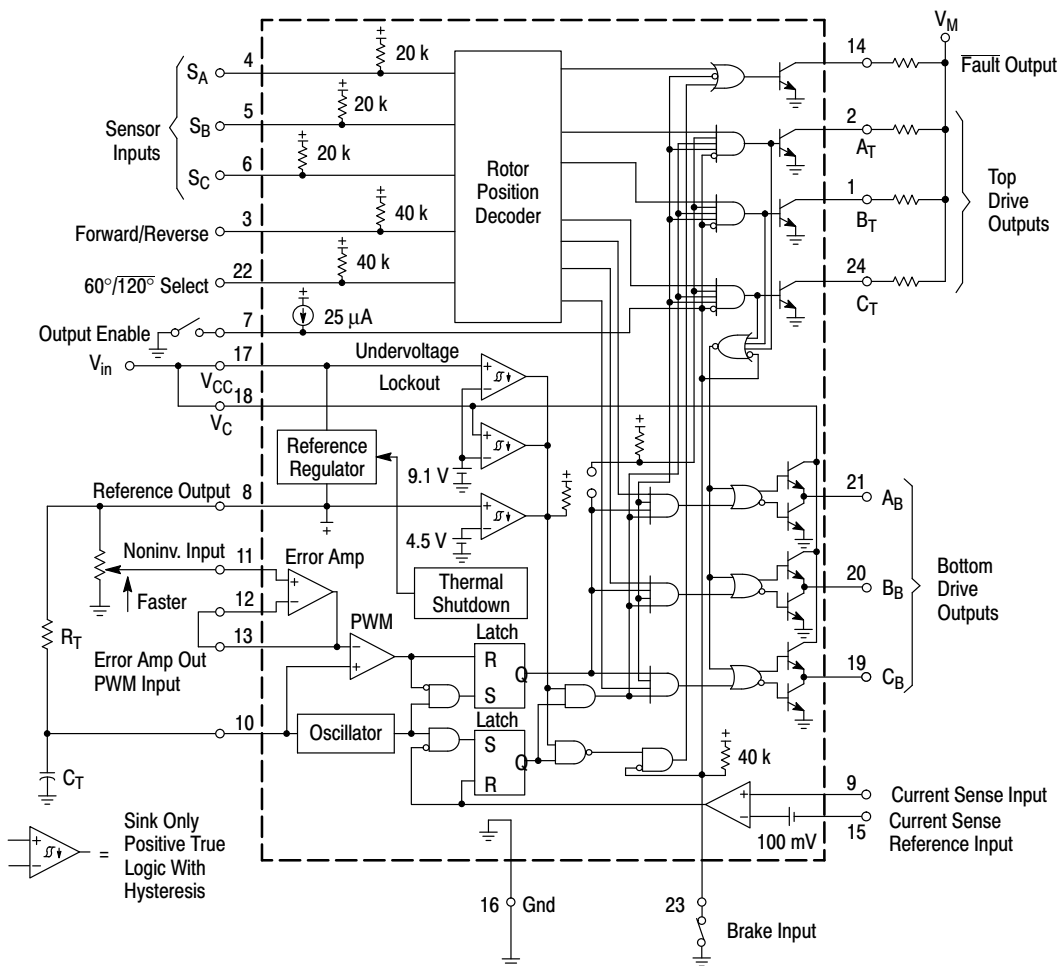 V_M
14
Fault Output
4
S_A
20 k
5
S_B
20 k
6
S_C
20 k
Sensor
Inputs
3
Forward/Reverse
40 k
22
60°/120° Select
40 k
7
Output Enable
25 µA
Rotor
Position
Decoder
2
A_T
1
B_T
24
C_T
Top
Drive
Outputs
V_in
17
V_CC
18
V_C
Undervoltage
Lockout
Reference
Regulator
9.1 V
4.5 V
Reference Output
8
Noninv. Input
11
Faster
12
13
Error Amp
Error Amp Out
PWM Input
Thermal
Shutdown
PWM
R_T
10
Oscillator
C_T
Latch
R
S
Q
Latch
S
R
Q
21
A_B
20
B_B
19
C_B
Bottom
Drive
Outputs
40 k
9
Current Sense Input
15
Current Sense
Reference Input
100 mV
=
Sink Only
Positive True
Logic With
Hysteresis
16
Gnd
23
Brake Input